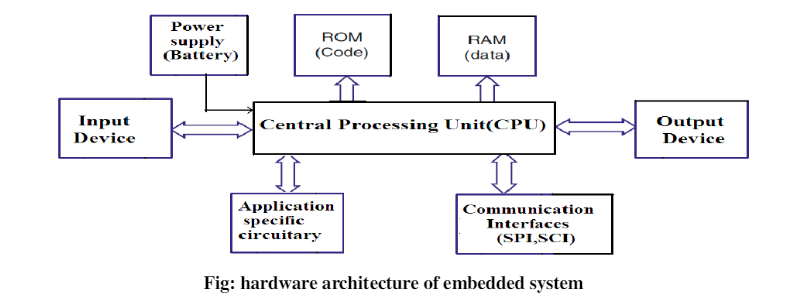 Power
supply
(Battery)
ROM
(Code)
RAM
(data)
Input
Device
Central Processing Unit(CPU)
Output
Device
Application
specific
circuitary
Communication
Interfaces
(SPI,SCI)
Fig: hardware architecture of embedded system